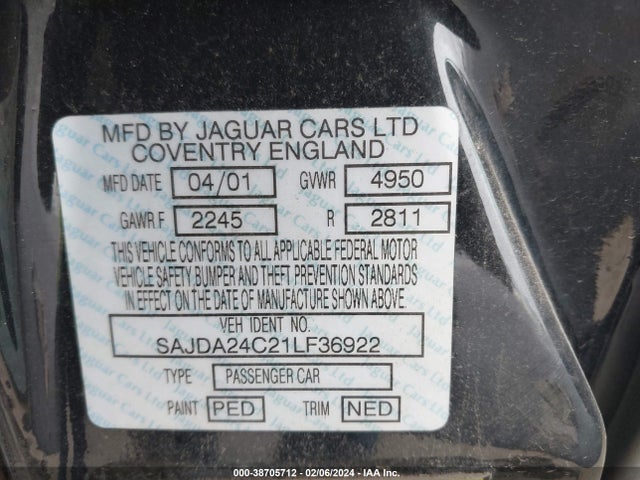 MFD BY JAGUAR CARS LTD
COVENTRY ENGLAND
MFD DATE 04/01 GVWR 4950
GAWR.F 2245 R 2811
THIS VEHICLE CONFORMS TO ALL APPLICABLE FEDERAL MOTOR
VEHICLE SAFETY,BUMPER AND THEFT PREVENTION STANDARDS
IN EFFECT ON THE DATE OF MANUFACTURE SHOWN ABOVE
VEH IDENT NO.
SAJDA24C21LF36922
TYPE PASSENGER CAR
PAINT PED TRIM NED
000-38705712 - 02/06/2024 - IAA Inc.